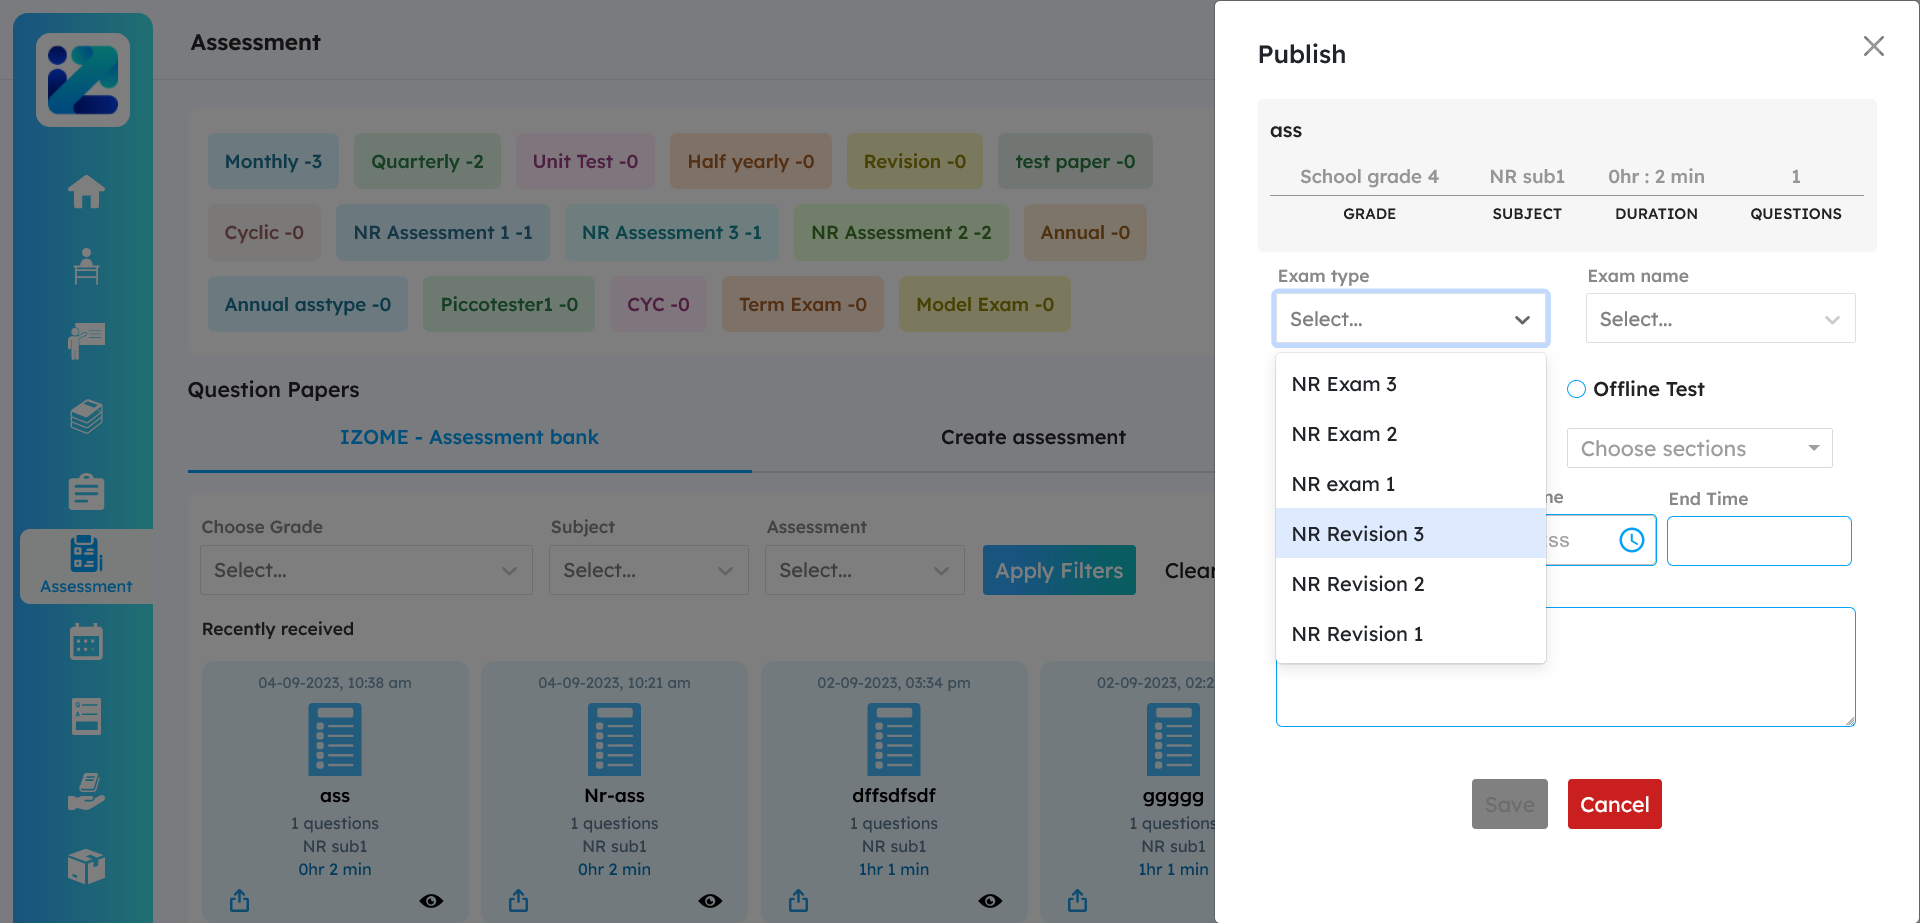 Assessment
Monthly -3
Quarterly -2
Unit Test -0
Half yearly -0
Revision -0
test paper -0
Cyclic -0
NR Assessment 1 -1
NR Assessment 3 -1
NR Assessment 2 -2
Annual -0
Annual asstype -0
Piccotester1 -0
CYC -0
Term Exam -0
Model Exam -0
Question Papers
IZOME - Assessment bank
Create assessment
Choose Grade
Subject
Assessment
Select...
Select...
Select...
Apply Filters
Clear
Recently received
04-09-2023, 10:38 am
ass
1 questions
NR sub1
0hr 2 min
04-09-2023, 10:21 am
Nr-ass
1 questions
NR sub1
0hr 2 min
02-09-2023, 03:34 pm
dffsdfsdf
1 questions
NR sub1
1hr 1 min
02-09-2023, 02:2
ggggg
1 questions
NR sub1
1hr 1 min
Assessment
Publish
ass
School grade 4
NR sub1
0hr : 2 min
1
GRADE
SUBJECT
DURATION
QUESTIONS
Exam type
Exam name
Select...
Select...
NR Exam 3
NR Exam 2
NR exam 1
NR Revision 3
NR Revision 2
NR Revision 1
Offline Test
Choose sections
End Time
Save
Cancel